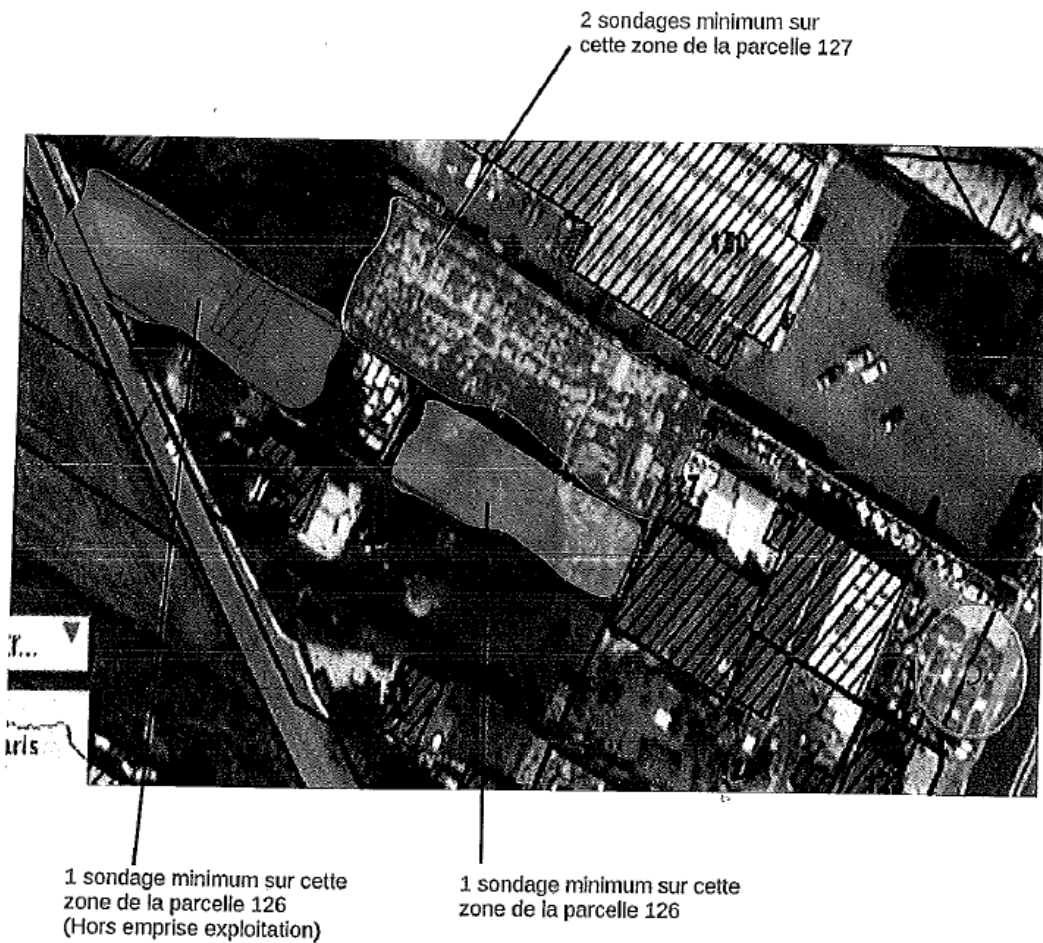 2 sondages minimum sur
cette zone de la parcelle 127
r...
aris
1 sondage minimum sur cette
zone de la parcelle 126
(Hors emprise exploitation)
1 sondage minimum sur cette
zone de la parcelle 126